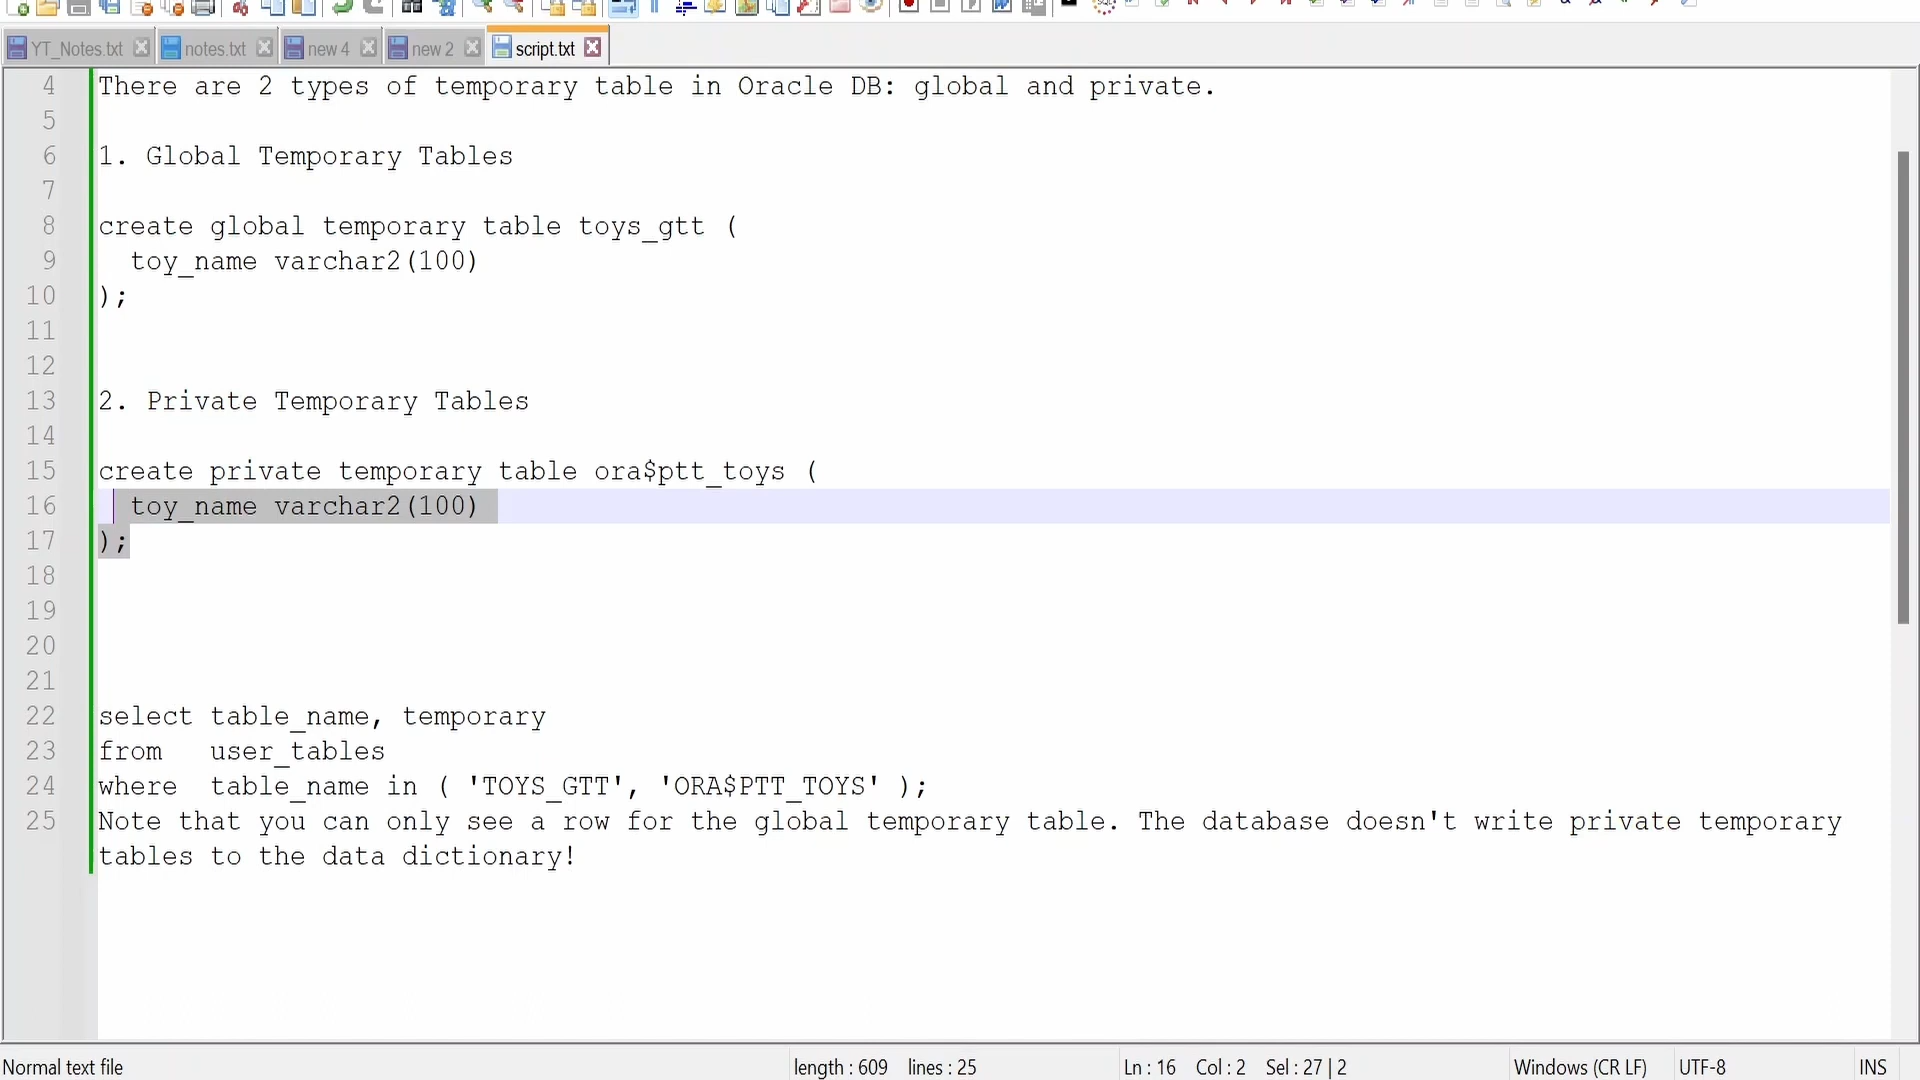 YT_Notes.txt notes.txt new 4 new 2 script.txt
4 There are 2 types of temporary table in Oracle DB: global and private.
5
6 1. Global Temporary Tables
7
8 create global temporary table toys_gtt (
9 toy_name varchar2(100)
10 );
11
12
13 2. Private Temporary Tables
14
15 create private temporary table ora$ptt_toys (
16 toy_name varchar2(100)
17 );
18
19
20
21
22 select table_name, temporary
23 from user_tables
24 where table_name in ( 'TOYS_GTT', 'ORA$PTT_TOYS' );
25 Note that you can only see a row for the global temporary table. The database doesn't write private temporary
tables to the data dictionary!
Normal text file length : 609 lines : 25 Ln : 16 Col : 2 Sel : 27 | 2 Windows (CR LF) UTF-8 INS